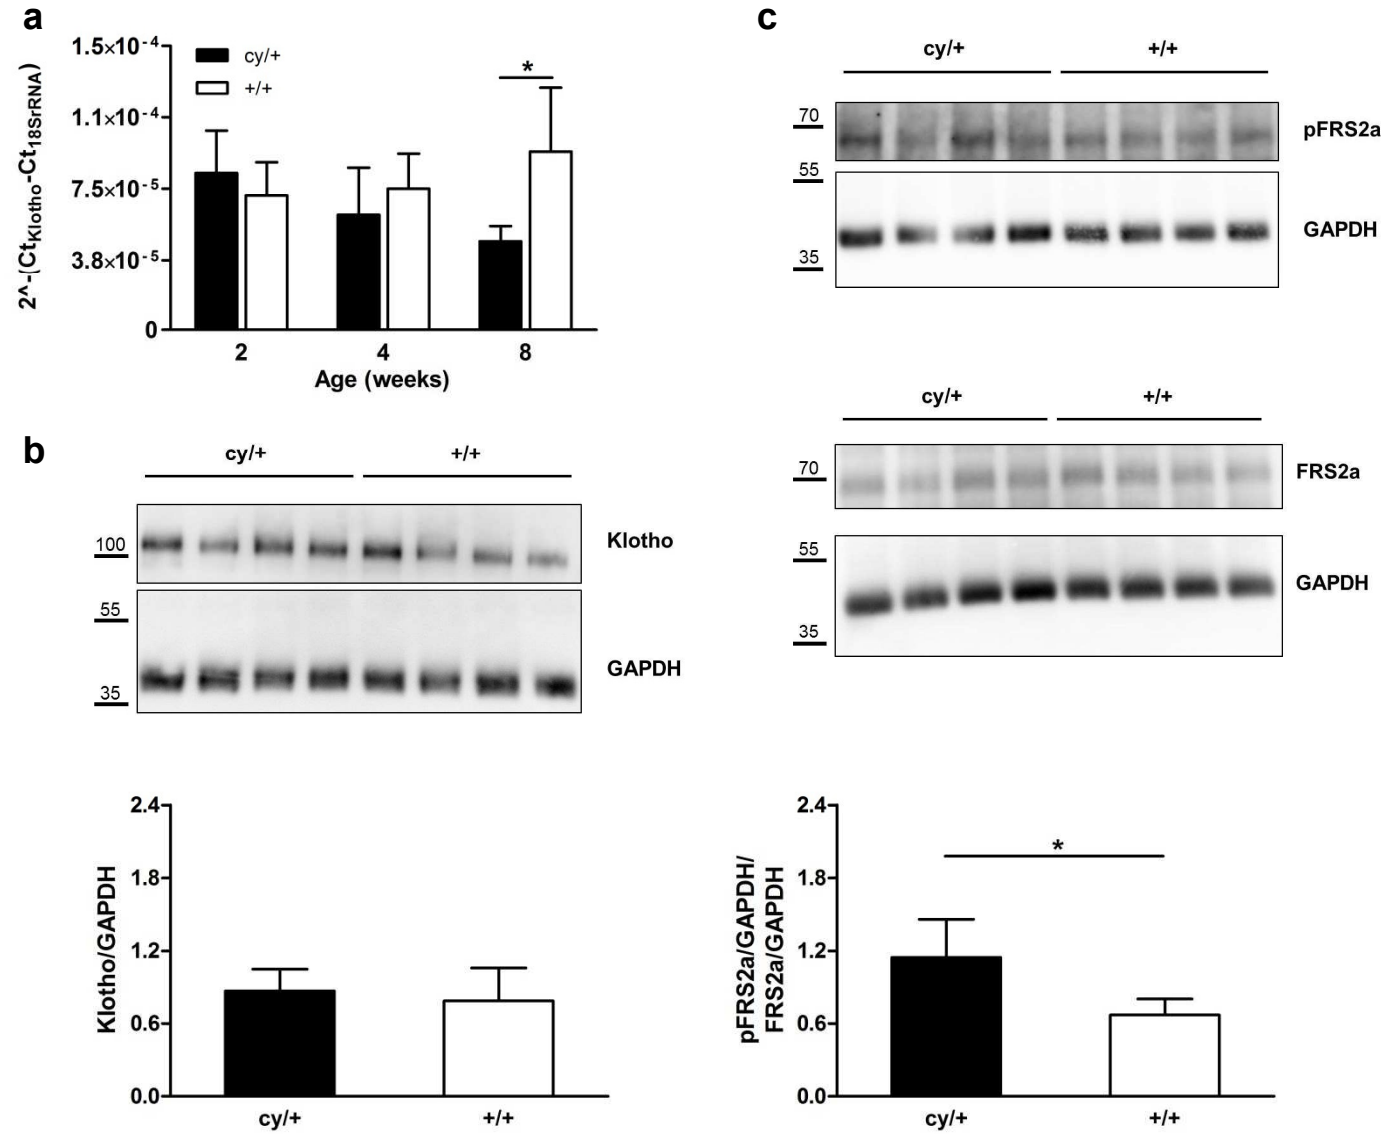 a
1.5×10⁻⁴
1.1×10⁻⁴
7.5×10⁻⁵
3.8×10⁻⁵
0
2^-(CtKlotho-Ct18SrRNA)
cy/+
+/+
*
2 4 8
Age (weeks)
b
cy/+ +/+
100
Klotho
55
35
GAPDH
2.4
1.8
1.2
0.6
0.0
Klotho/GAPDH
cy/+ +/+
c
cy/+ +/+
70
pFRS2a
55
GAPDH
35
cy/+ +/+
70
FRS2a
55
GAPDH
35
2.4
1.8
1.2
0.6
0.0
pFRS2a/GAPDH/
FRS2a/GAPDH
*
cy/+ +/+